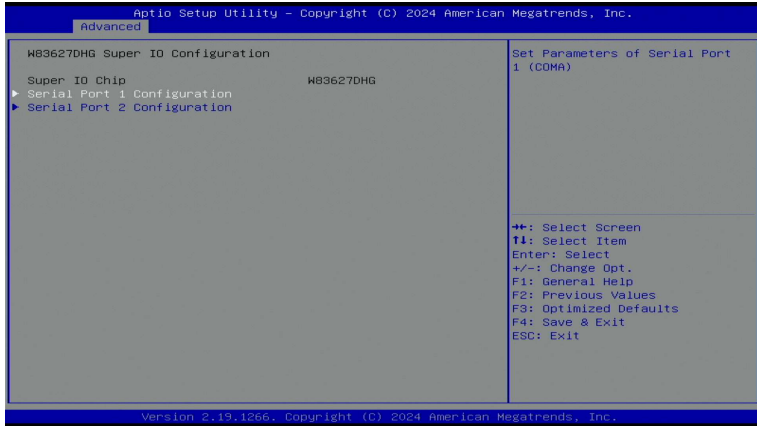 Aptio Setup Utility – Copyright (C) 2024 American Megatrends, Inc.
Advanced
W83627DHG Super IO Configuration
Super IO Chip W83627DHG
► Serial Port 1 Configuration
► Serial Port 2 Configuration
Set Parameters of Serial Port
1 (COMA)
→←: Select Screen
↑↓: Select Item
Enter: Select
+/-: Change Opt.
F1: General Help
F2: Previous Values
F3: Optimized Defaults
F4: Save & Exit
ESC: Exit
Version 2.19.1266. Copyright (C) 2024 American Megatrends, Inc.